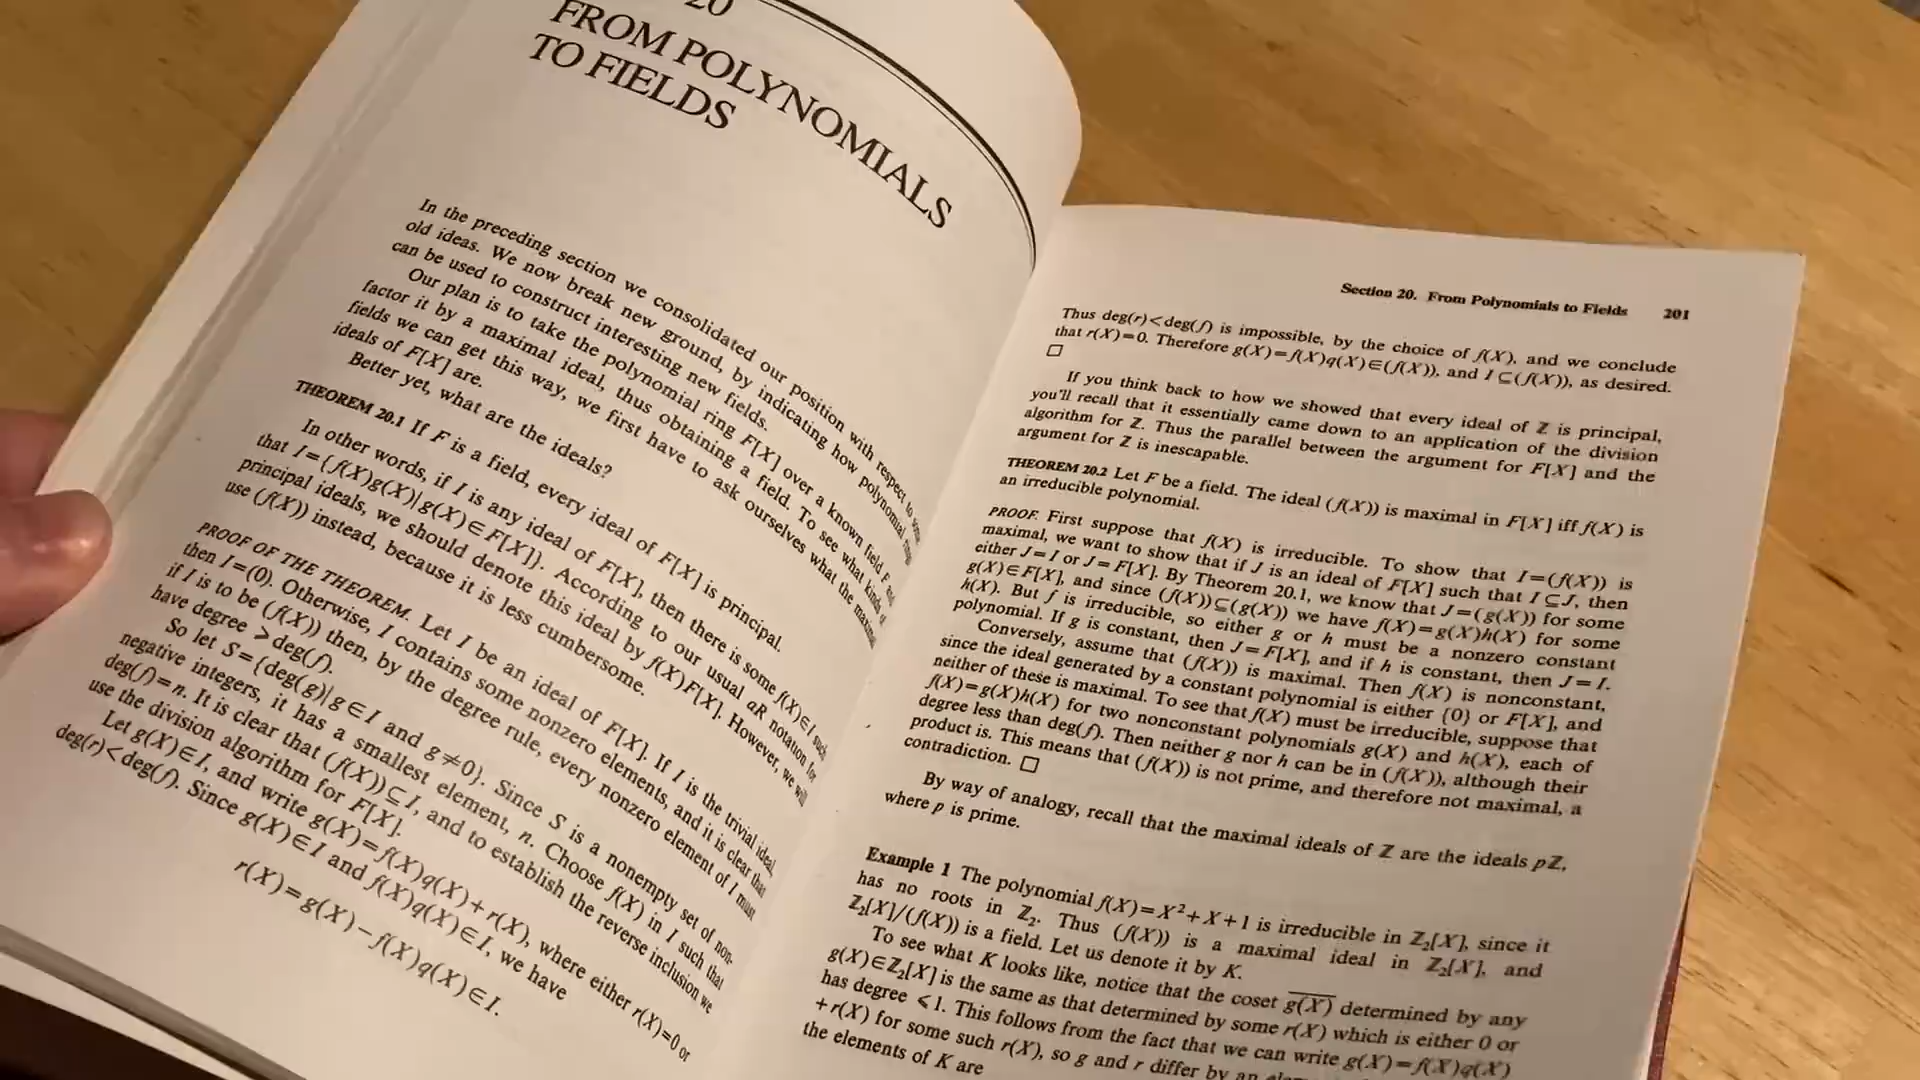 20
FROM POLYNOMIALS
TO FIELDS
In the preceding section we consolidated our position with respect to some
old ideas. We now break new ground, by indicating how polynomial rings
can be used to construct interesting new fields.
Our plan is to take the polynomial ring F[X] over a known field F and
factor it by a maximal ideal, thus obtaining a field. To see what kinds of
fields we can get this way, we first have to ask ourselves what the maximal
ideals of F[X] are.
Better yet, what are the ideals?
THEOREM 20.1 If F is a field, every ideal of F[X] is principal.
In other words, if I is any ideal of F[X], then there is some f(X)∈I such
that I={f(X)g(X)|g(X)∈F[X]}. According to our usual aR notation for
principal ideals, we should denote this ideal by f(X)F[X]. However, we will
use (f(X)) instead, because it is less cumbersome.
PROOF OF THE THEOREM. Let I be an ideal of F[X]. If I is the trivial ideal,
then I=(0). Otherwise, I contains some nonzero elements, and it is clear that
if I is to be (f(X)) then, by the degree rule, every nonzero element of I must
have degree ⩾deg(f).
So let S={deg(g)|g∈I and g≠0}. Since S is a nonempty set of non-
negative integers, it has a smallest element, n. Choose f(X) in I such that
deg(f)=n. It is clear that (f(X))⊆I, and to establish the reverse inclusion we
use the division algorithm for F[X].
Let g(X)∈I, and write g(X)=f(X)q(X)+r(X), where either r(X)=0 or
deg(r)<deg(f). Since g(X)∈I and f(X)q(X)∈I, we have
r(X)=g(X)−f(X)q(X)∈I.
Section 20. From Polynomials to Fields 201
Thus deg(r)<deg(f) is impossible, by the choice of f(X), and we conclude
that r(X)=0. Therefore g(X)=f(X)q(X)∈(f(X)), and I⊆(f(X)), as desired.
□
If you think back to how we showed that every ideal of ℤ is principal,
you'll recall that it essentially came down to an application of the division
algorithm for ℤ. Thus the parallel between the argument for F[X] and the
argument for ℤ is inescapable.
THEOREM 20.2 Let F be a field. The ideal (f(X)) is maximal in F[X] iff f(X) is
an irreducible polynomial.
PROOF. First suppose that f(X) is irreducible. To show that I=(f(X)) is
maximal, we want to show that if J is an ideal of F[X] such that I⊆J, then
either J=I or J=F[X]. By Theorem 20.1, we know that J=(g(X)) for some
g(X)∈F[X], and since (f(X))⊆(g(X)) we have f(X)=g(X)h(X) for some
h(X). But f is irreducible, so either g or h must be a nonzero constant
polynomial. If g is constant, then J=F[X], and if h is constant, then J=I.
Conversely, assume that (f(X)) is maximal. Then f(X) is nonconstant,
since the ideal generated by a constant polynomial is either {0} or F[X], and
neither of these is maximal. To see that f(X) must be irreducible, suppose that
f(X)=g(X)h(X) for two nonconstant polynomials g(X) and h(X), each of
degree less than deg(f). Then neither g nor h can be in (f(X)), although their
product is. This means that (f(X)) is not prime, and therefore not maximal, a
contradiction. □
By way of analogy, recall that the maximal ideals of ℤ are the ideals pℤ,
where p is prime.
Example 1 The polynomial f(X)=X²+X+1 is irreducible in ℤ₂[X], since it
has no roots in ℤ₂. Thus (f(X)) is a maximal ideal in ℤ₂[X], and
ℤ₂[X]/(f(X)) is a field. Let us denote it by K.
To see what K looks like, notice that the coset g(X) determined by any
g(X)∈ℤ₂[X] is the same as that determined by some r(X) which is either 0 or
has degree ⩽1. This follows from the fact that we can write g(X)=f(X)q(X)
+r(X) for some such r(X), so g and r differ by an
the elements of K are